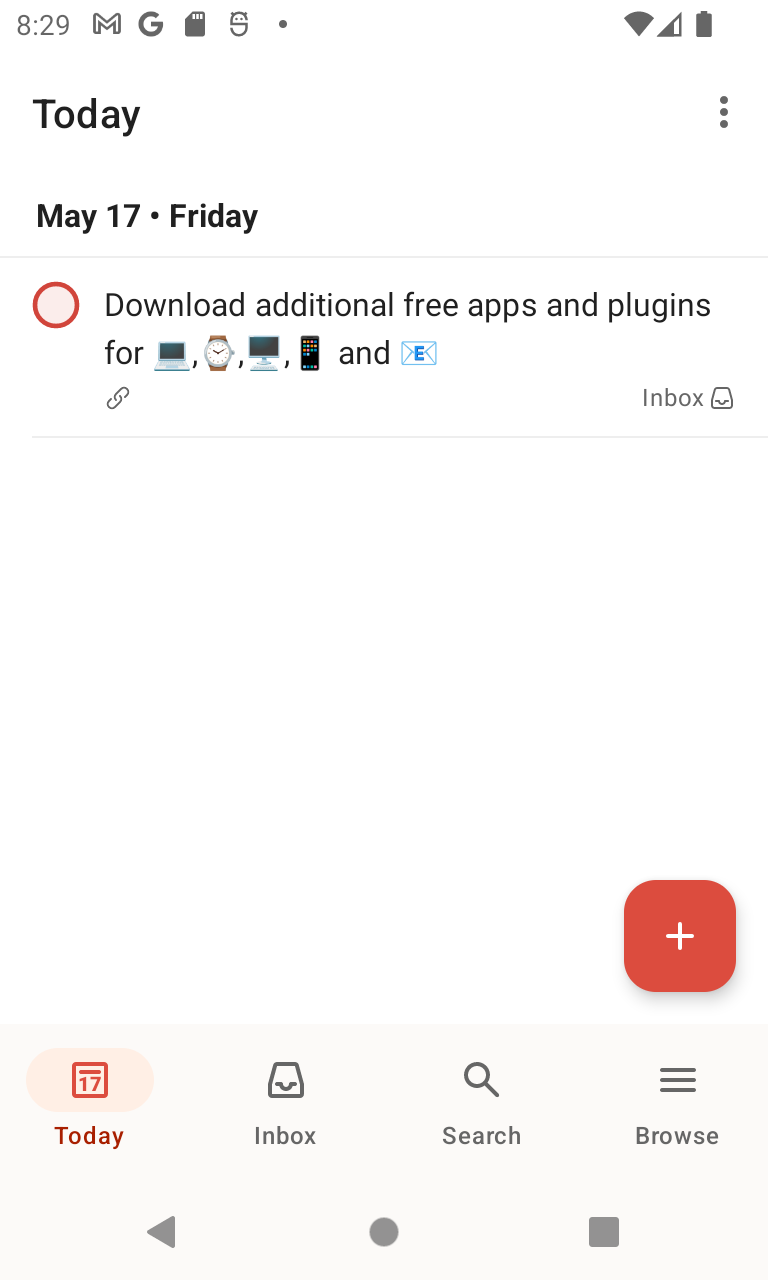 8:29
Today
May 17 • Friday
Download additional free apps and plugins
for 💻,⌚,🖥️,📱 and 📧
Inbox
17
Today
Inbox
Search
Browse